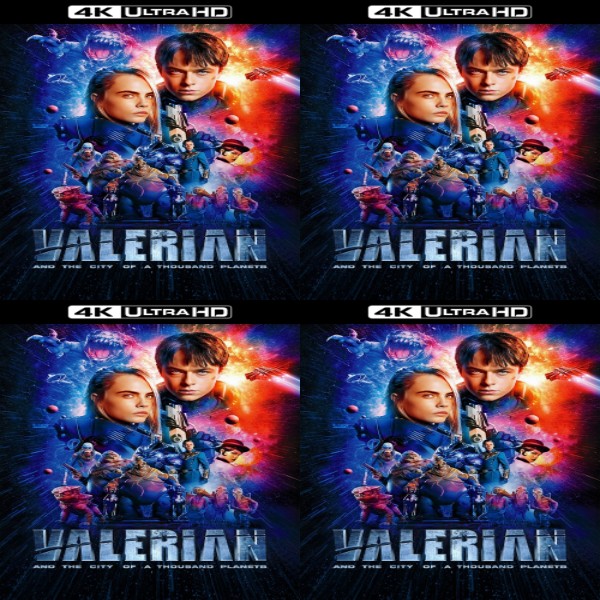 4K ULTRA HD 4K ULTRA HD
VALERIAN VALERIAN
AND THE CITY OF A THOUSAND PLANETS AND THE CITY OF A THOUSAND PLANETS
4K ULTRA HD 4K ULTRA HD
VALERIAN VALERIAN
AND THE CITY OF A THOUSAND PLANETS AND THE CITY OF A THOUSAND PLANETS